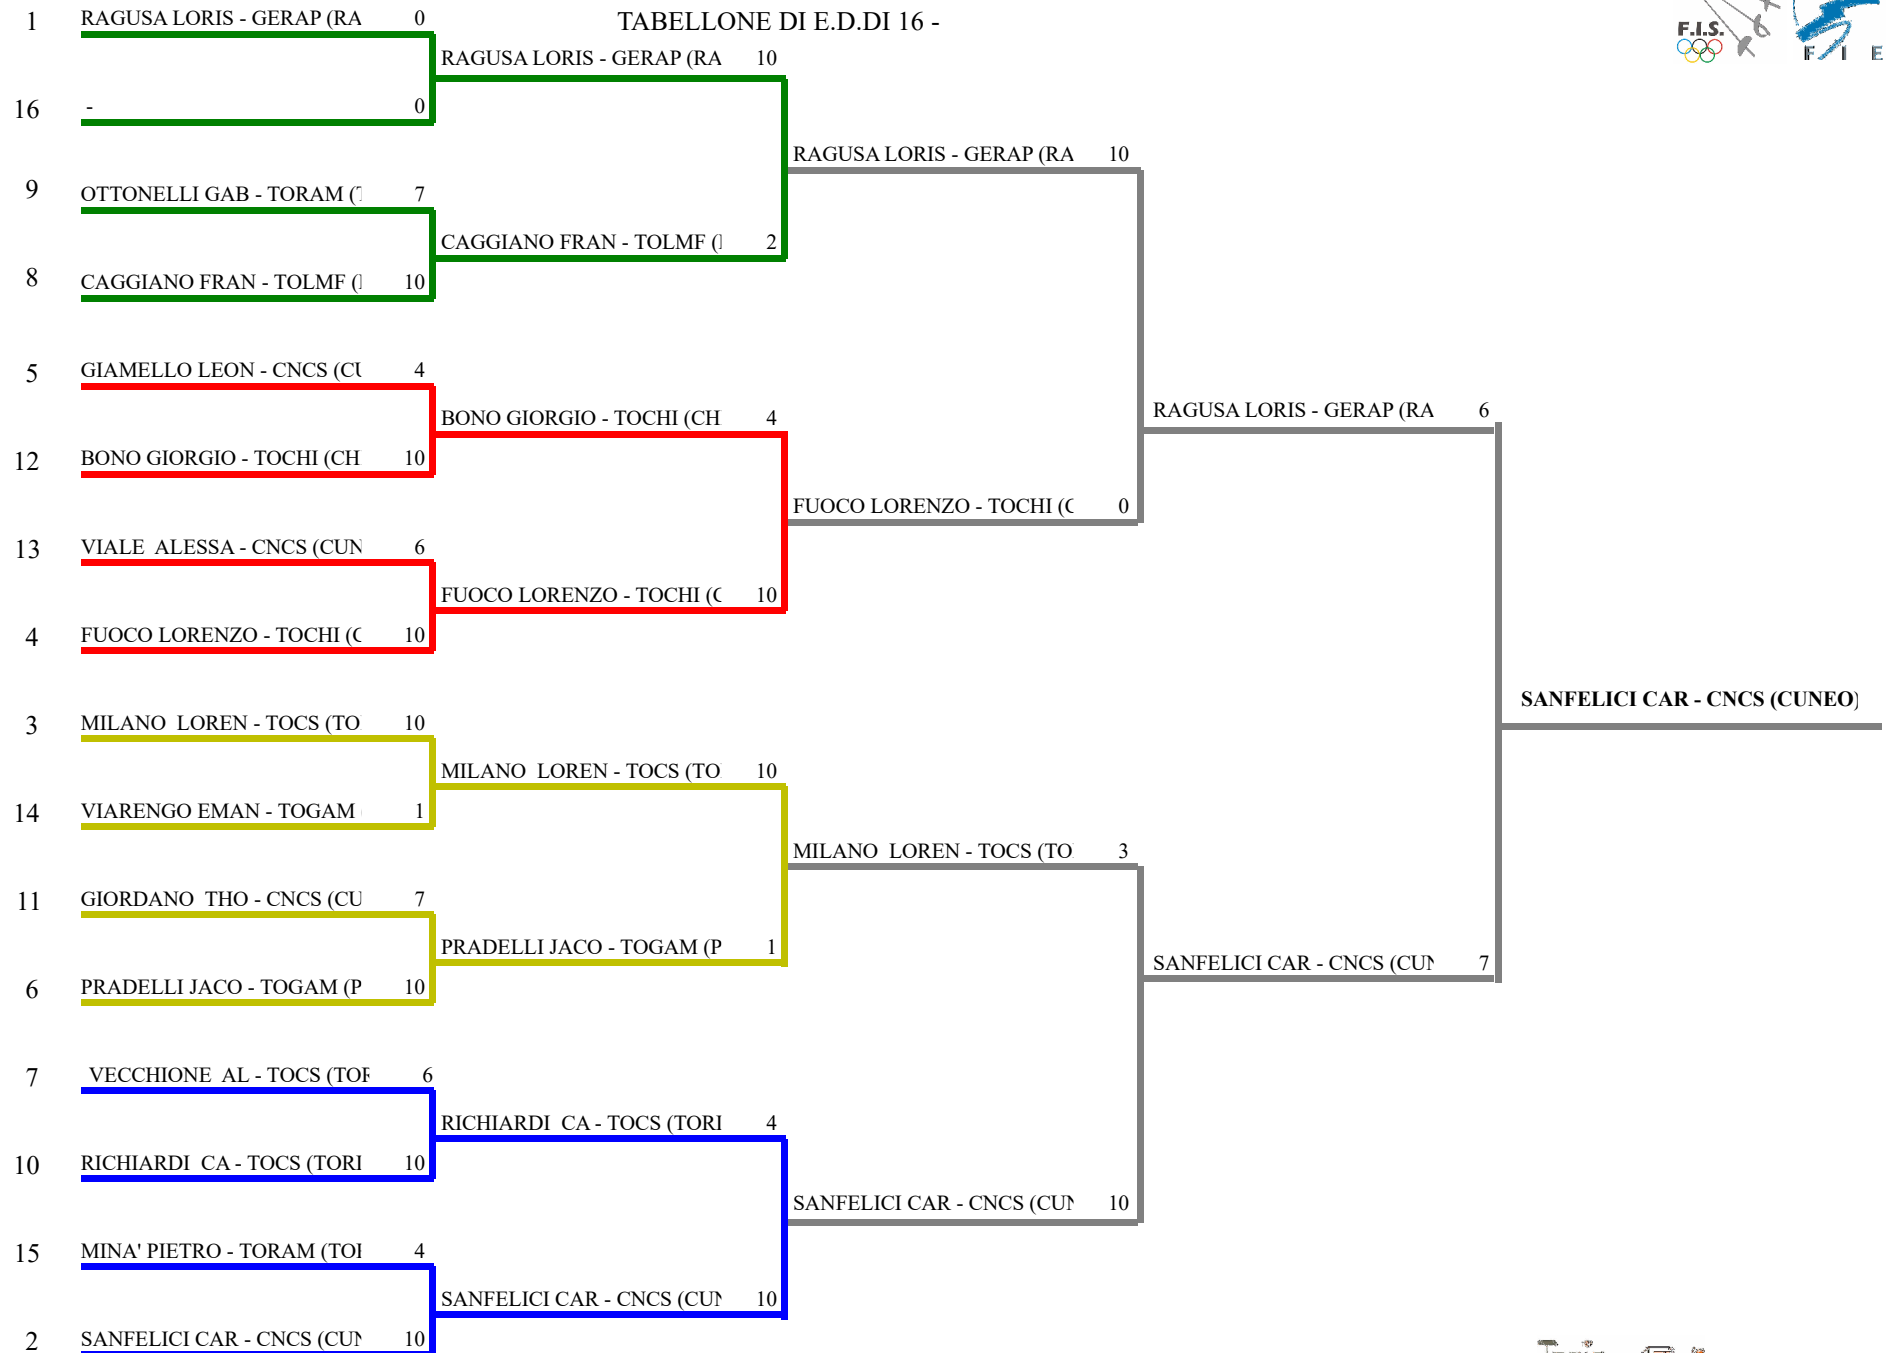 1 RAGUSA LORIS - GERAP (RA 0
TABELLONE DI E.D.DI 16 -
F.I.S.
F I E
RAGUSA LORIS - GERAP (RA 10
16 - 0
RAGUSA LORIS - GERAP (RA 10
9 OTTONELLI GAB - TORAM ( 7
CAGGIANO FRAN - TOLMF ( 2
8 CAGGIANO FRAN - TOLMF ( 10
5 GIAMELLO LEON - CNCS (CU 4
BONO GIORGIO - TOCHI (CH 4
RAGUSA LORIS - GERAP (RA 6
12 BONO GIORGIO - TOCHI (CH 10
FUOCO LORENZO - TOCHI (C 0
13 VIALE ALESSA - CNCS (CUN 6
FUOCO LORENZO - TOCHI (C 10
4 FUOCO LORENZO - TOCHI (C 10
SANFELICI CAR - CNCS (CUNEO)
3 MILANO LOREN - TOCS (TO 10
MILANO LOREN - TOCS (TO 10
14 VIARENGO EMAN - TOGAM 1
MILANO LOREN - TOCS (TO 3
11 GIORDANO THO - CNCS (CU 7
PRADELLI JACO - TOGAM (P 1
SANFELICI CAR - CNCS (CUN 7
6 PRADELLI JACO - TOGAM (P 10
7 VECCHIONE AL - TOCS (TOR 6
RICHIARDI CA - TOCS (TORI 4
10 RICHIARDI CA - TOCS (TORI 10
SANFELICI CAR - CNCS (CUN 10
15 MINA' PIETRO - TORAM (TOI 4
SANFELICI CAR - CNCS (CUN 10
2 SANFELICI CAR - CNCS (CUN 10